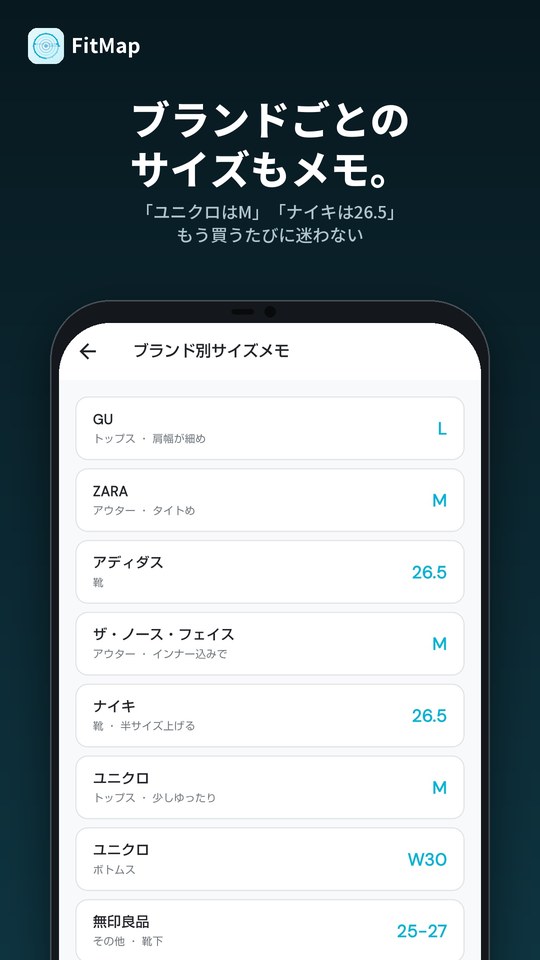 FitMap
ブランドごとの
サイズもメモ。
「ユニクロはM」「ナイキは26.5」
もう買うたびに迷わない
ブランド別サイズメモ
GU
トップス ・ 肩幅が細め
L
ZARA
アウター ・ タイトめ
M
アディダス
靴
26.5
ザ・ノース・フェイス
アウター ・ インナー込みで
M
ナイキ
靴 ・ 半サイズ上げる
26.5
ユニクロ
トップス ・ 少しゆったり
M
ユニクロ
ボトムス
W30
無印良品
その他 ・ 靴下
25-27